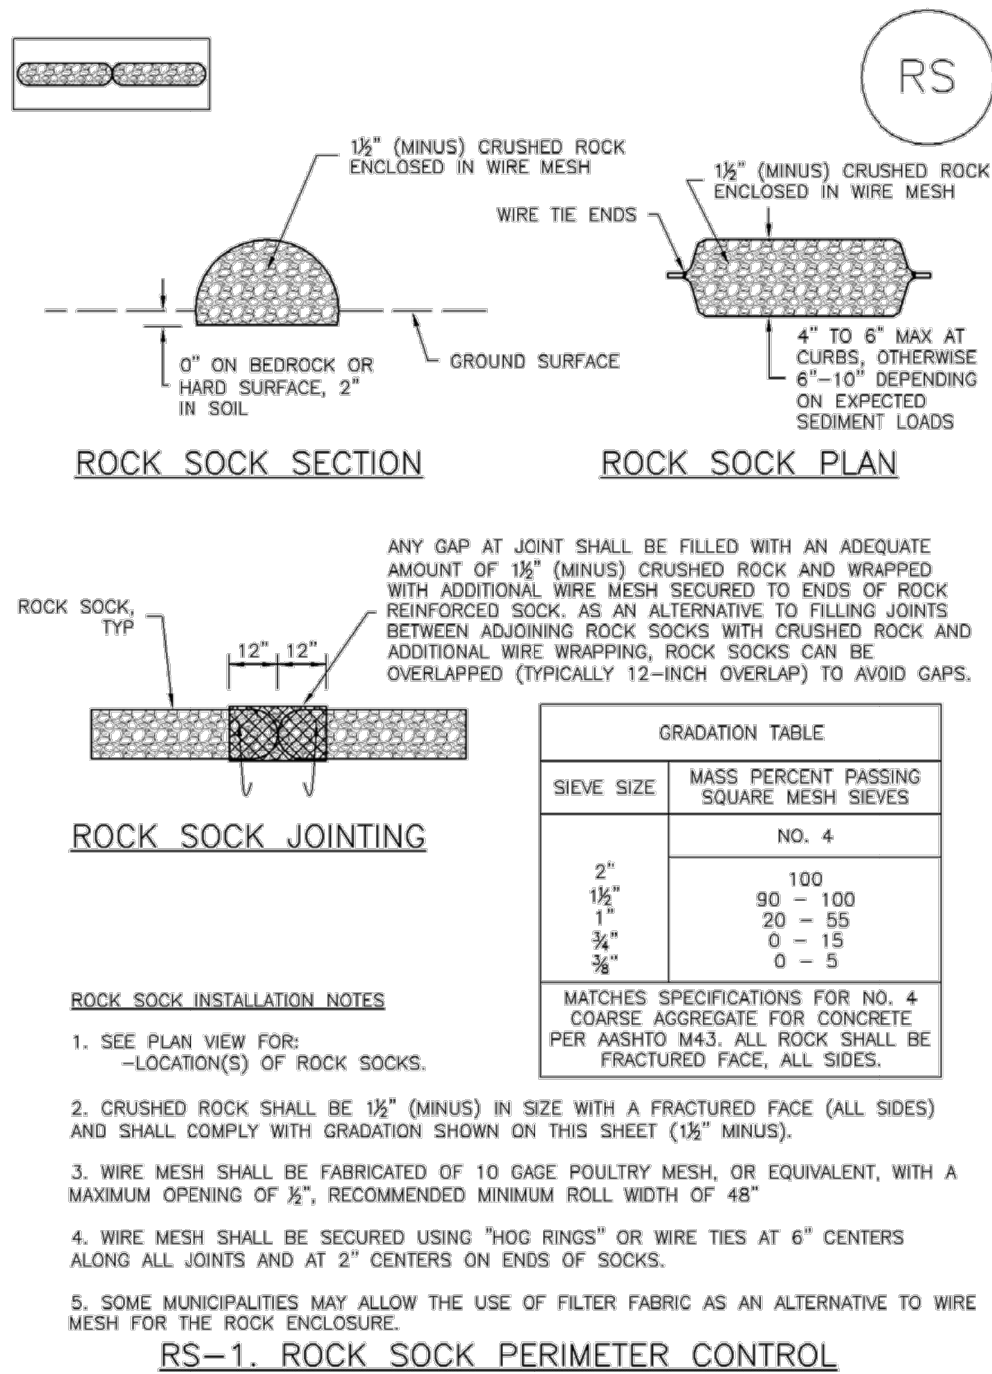 RS
1½" (MINUS) CRUSHED ROCK
ENCLOSED IN WIRE MESH
1½" (MINUS) CRUSHED ROCK
ENCLOSED IN WIRE MESH
WIRE TIE ENDS
0" ON BEDROCK OR
HARD SURFACE, 2"
IN SOIL
GROUND SURFACE
4" TO 6" MAX AT
CURBS, OTHERWISE
6"-10" DEPENDING
ON EXPECTED
SEDIMENT LOADS
ROCK SOCK SECTION
ROCK SOCK PLAN
ANY GAP AT JOINT SHALL BE FILLED WITH AN ADEQUATE
AMOUNT OF 1½" (MINUS) CRUSHED ROCK AND WRAPPED
WITH ADDITIONAL WIRE MESH SECURED TO ENDS OF ROCK
REINFORCED SOCK. AS AN ALTERNATIVE TO FILLING JOINTS
BETWEEN ADJOINING ROCK SOCKS WITH CRUSHED ROCK AND
ADDITIONAL WIRE WRAPPING, ROCK SOCKS CAN BE
OVERLAPPED (TYPICALLY 12-INCH OVERLAP) TO AVOID GAPS.
ROCK SOCK,
TYP
12" 12"
ROCK SOCK JOINTING
GRADATION TABLE
SIEVE SIZE
MASS PERCENT PASSING
SQUARE MESH SIEVES
NO. 4
2" 100
1½" 90 - 100
1" 20 - 55
¾" 0 - 15
⅜" 0 - 5
MATCHES SPECIFICATIONS FOR NO. 4
COARSE AGGREGATE FOR CONCRETE
PER AASHTO M43. ALL ROCK SHALL BE
FRACTURED FACE, ALL SIDES.
ROCK SOCK INSTALLATION NOTES
1. SEE PLAN VIEW FOR:
-LOCATION(S) OF ROCK SOCKS.
2. CRUSHED ROCK SHALL BE 1½" (MINUS) IN SIZE WITH A FRACTURED FACE (ALL SIDES)
AND SHALL COMPLY WITH GRADATION SHOWN ON THIS SHEET (1½" MINUS).
3. WIRE MESH SHALL BE FABRICATED OF 10 GAGE POULTRY MESH, OR EQUIVALENT, WITH A
MAXIMUM OPENING OF ½", RECOMMENDED MINIMUM ROLL WIDTH OF 48"
4. WIRE MESH SHALL BE SECURED USING "HOG RINGS" OR WIRE TIES AT 6" CENTERS
ALONG ALL JOINTS AND AT 2" CENTERS ON ENDS OF SOCKS.
5. SOME MUNICIPALITIES MAY ALLOW THE USE OF FILTER FABRIC AS AN ALTERNATIVE TO WIRE
MESH FOR THE ROCK ENCLOSURE.
RS-1. ROCK SOCK PERIMETER CONTROL